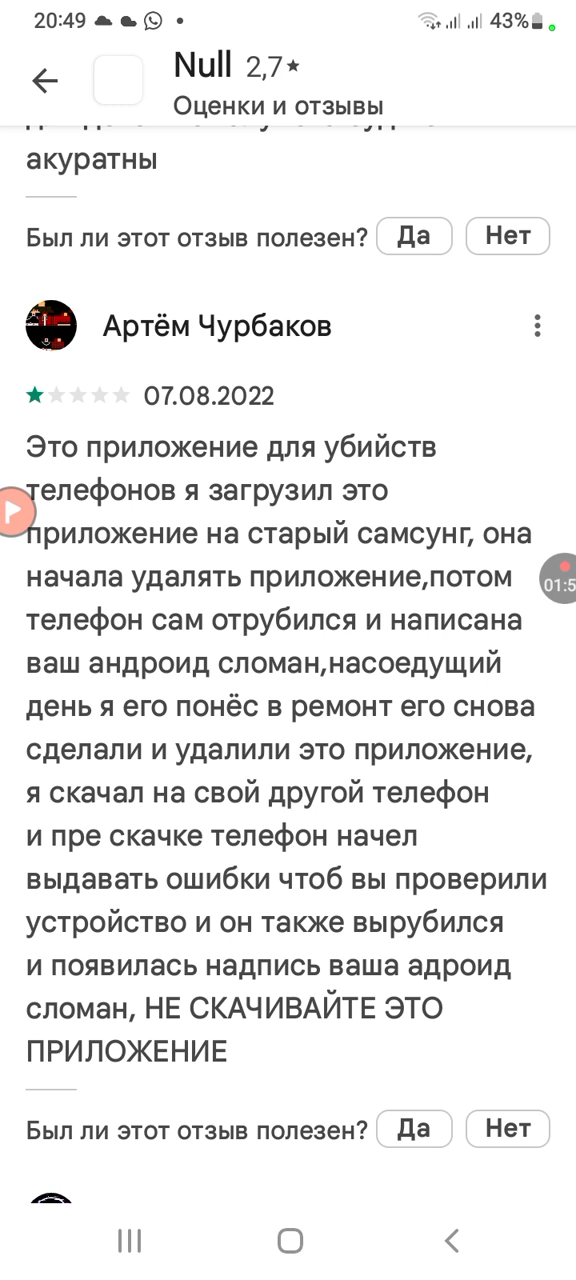 20:49
43%
Null 2,7★
Оценки и отзывы
акуратны
Был ли этот отзыв полезен? Да Нет
Артём Чурбаков
07.08.2022
Это приложение для убийств
телефонов я загрузил это
приложение на старый самсунг, она
начала удалять приложение,потом
01:5
телефон сам отрубился и написана
ваш андроид сломан,насоедущий
день я его понёс в ремонт его снова
сделали и удалили это приложение,
я скачал на свой другой телефон
и пре скачке телефон начел
выдавать ошибки чтоб вы проверили
устройство и он также вырубился
и появилась надпись ваша адроид
сломан, НЕ СКАЧИВАЙТЕ ЭТО
ПРИЛОЖЕНИЕ
Был ли этот отзыв полезен? Да Нет